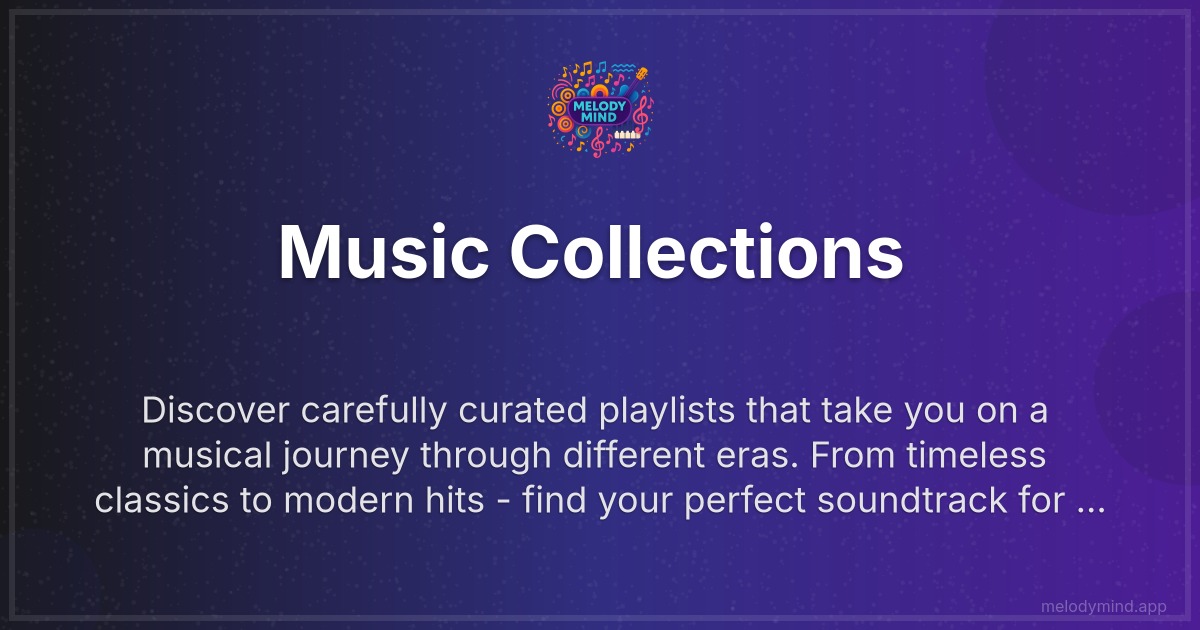 MELODY
MIND
Music Collections
Discover carefully curated playlists that take you on a
musical journey through different eras. From timeless
classics to modern hits - find your perfect soundtrack for ...
melodymind.app